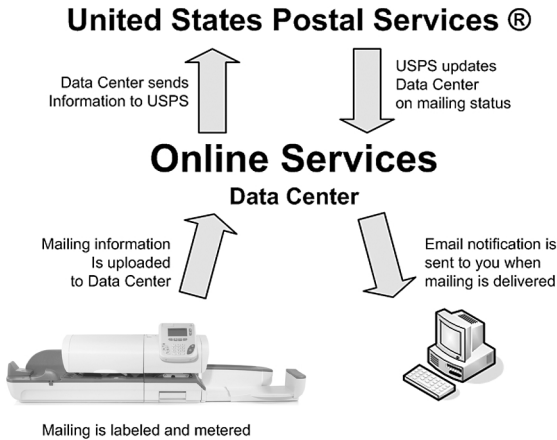 United States Postal Services ®
Data Center sends
Information to USPS
USPS updates
Data Center
on mailing status
Online Services
Data Center
Mailing information
Is uploaded
to Data Center
Email notification is
sent to you when
mailing is delivered
Mailing is labeled and metered